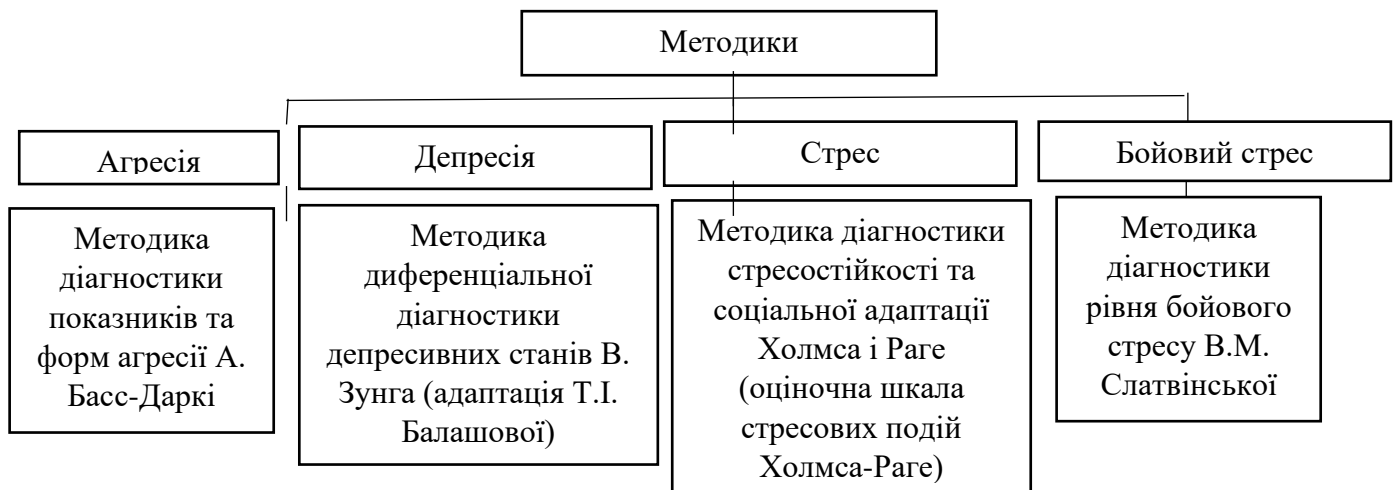 Методики
Агресія
Депресія
Стрес
Бойовий стрес
Методика
діагностики
показників та
форм агресії А.
Басс-Даркі
Методика
диференціальної
діагностики
депресивних станів В.
Зунга (адаптація Т.І.
Балашової)
Методика діагностики
стресостійкості та
соціальної адаптації
Холмса і Раге
(оціночна шкала
стресових подій
Холмса-Раге)
Методика
діагностики
рівня бойового
стресу В.М.
Слатвінської